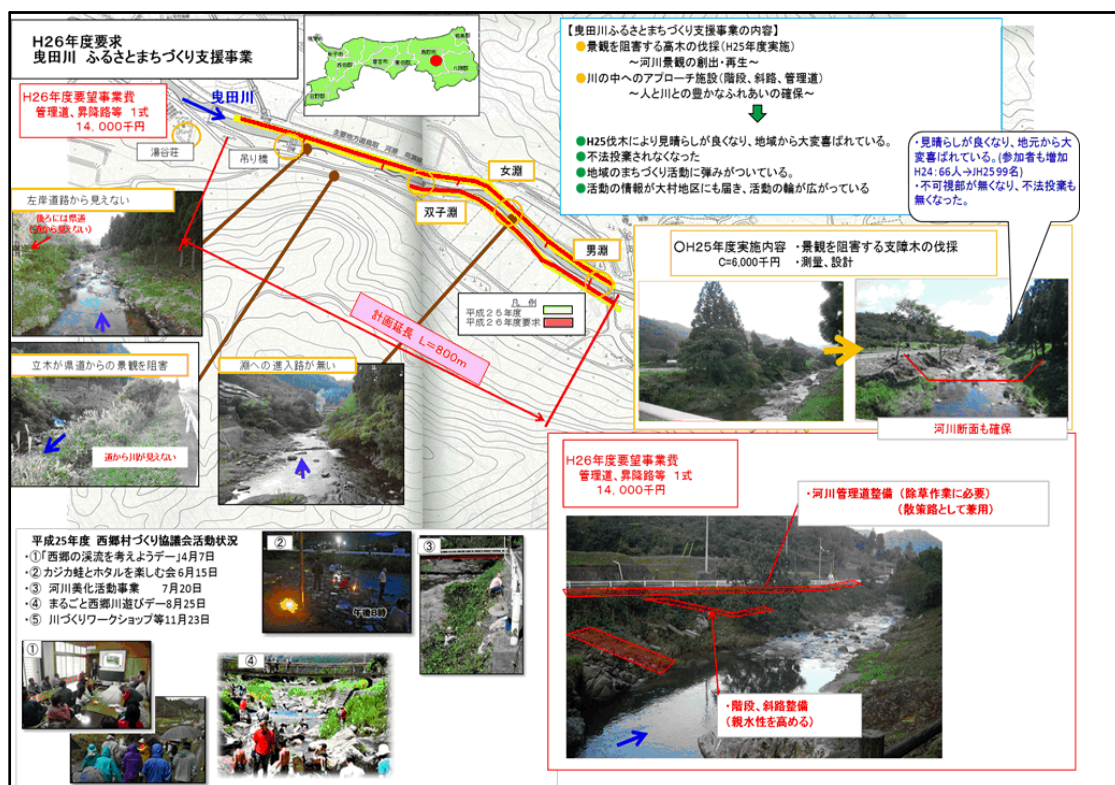 H26年度要求
曳田川 ふるさとまちづくり支援事業
H26年度要望事業費
管理道、昇降路等 1式
14,000千円
曳田川
湯谷荘
吊り橋
女淵
双子淵
男淵
計画延長 L=800m
凡 例
平成25年度
平成26年度要求
左岸道路から見えない
後ろには県道
立木が県道からの景観を阻害
道から川が見えない
淵への進入路が無い
【曳田川ふるさとまちづくり支援事業の内容】
●景観を阻害する高木の伐採(H25年度実施)
～河川景観の創出・再生～
●川の中へのアプローチ施設(階段、斜路、管理道)
～人と川との豊かなふれあいの確保～
●H25伐木により見晴らしが良くなり、地域から大変喜ばれている。
●不法投棄されなくなった
●地域のまちづくり活動に弾みがついている。
●活動の情報が大村地区にも届き、活動の輪が広がっている
・見晴らしが良くなり、地元から大
変喜ばれている。(参加者も増加
H24:66人→JH25 99名)
・不可視部が無くなり、不法投棄も
無くなった。
○H25年度実施内容 ・景観を阻害する支障木の伐採
C=6,000千円 ・測量、設計
河川断面も確保
H26年度要望事業費
管理道、昇降路等 1式
14,000千円
・河川管理道整備 (除草作業に必要)
(散策路として兼用)
・階段、斜路整備
(親水性を高める)
平成25年度 西郷村づくり協議会活動状況
・①「西郷の渓流を考えようデー」4月7日
・② カジカ蛙とホタルを楽しむ会 6月15日
・③ 河川美化活動事業 7月20日
・④ まるごと西郷川遊びデー8月25日
・⑤ 川づくりワークショップ等11月23日
①
②
午後8時
③
④